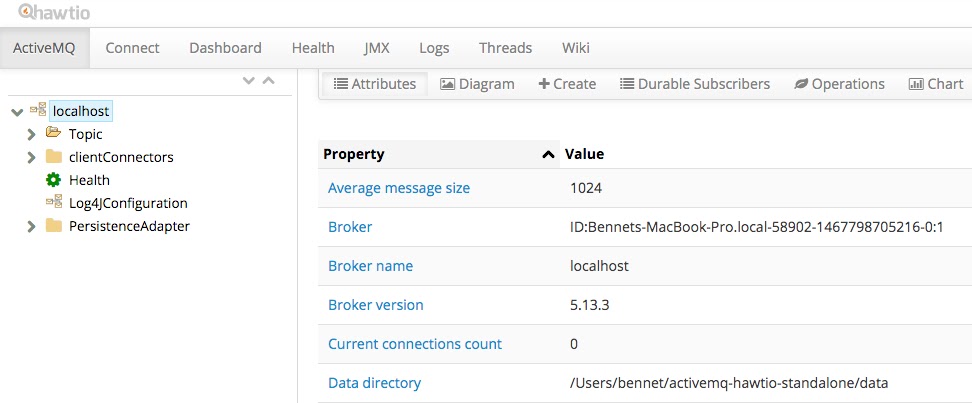 hawtio
ActiveMQ Connect Dashboard Health JMX Logs Threads Wiki
Attributes Diagram Create Durable Subscribers Operations Chart
localhost
Topic
clientConnectors
Health
Log4JConfiguration
PersistenceAdapter
Property Value
Average message size 1024
Broker ID:Bennets-MacBook-Pro.local-58902-1467798705216-0:1
Broker name localhost
Broker version 5.13.3
Current connections count 0
Data directory /Users/bennet/activemq-hawtio-standalone/data